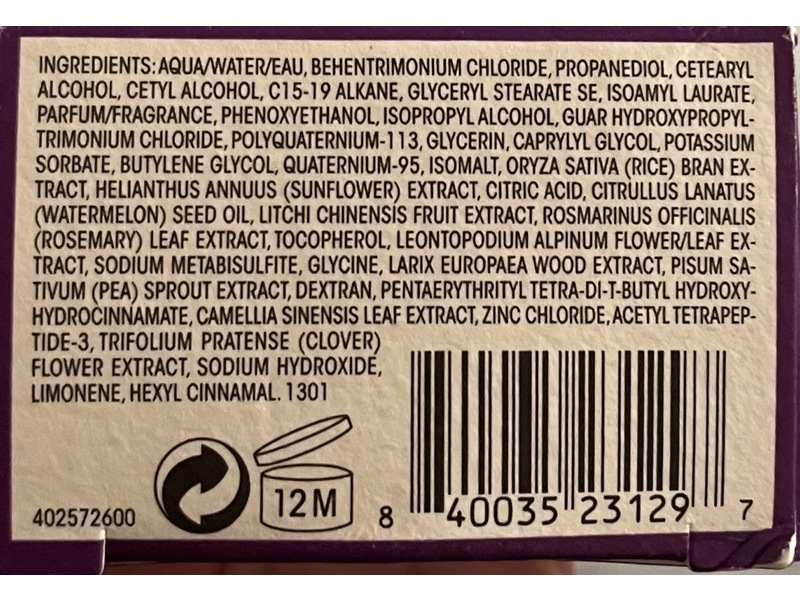 INGREDIENTS: AQUA/WATER/EAU, BEHENTRIMONIUM CHLORIDE, PROPANEDIOL, CETEARYL
ALCOHOL, CETYL ALCOHOL, C15-19 ALKANE, GLYCERYL STEARATE SE, ISOAMYL LAURATE,
PARFUM/FRAGRANCE, PHENOXYETHANOL, ISOPROPYL ALCOHOL, GUAR HYDROXYPROPYL-
TRIMONIUM CHLORIDE, POLYQUATERNIUM-113, GLYCERIN, CAPRYLYL GLYCOL, POTASSIUM
SORBATE, BUTYLENE GLYCOL, QUATERNIUM-95, ISOMALT, ORYZA SATIVA (RICE) BRAN EX-
TRACT, HELIANTHUS ANNUUS (SUNFLOWER) EXTRACT, CITRIC ACID, CITRULLUS LANATUS
(WATERMELON) SEED OIL, LITCHI CHINENSIS FRUIT EXTRACT, ROSMARINUS OFFICINALIS
(ROSEMARY) LEAF EXTRACT, TOCOPHEROL, LEONTOPODIUM ALPINUM FLOWER/LEAF EX-
TRACT, SODIUM METABISULFITE, GLYCINE, LARIX EUROPAEA WOOD EXTRACT, PISUM SA-
TIVUM (PEA) SPROUT EXTRACT, DEXTRAN, PENTAERYTHRITYL TETRA-DI-T-BUTYL HYDROXY-
HYDROCINNAMATE, CAMELLIA SINENSIS LEAF EXTRACT, ZINC CHLORIDE, ACETYL TETRAPEP-
TIDE-3, TRIFOLIUM PRATENSE (CLOVER)
FLOWER EXTRACT, SODIUM HYDROXIDE,
LIMONENE, HEXYL CINNAMAL. 1301
402572600
12M
8 40035 23129 7